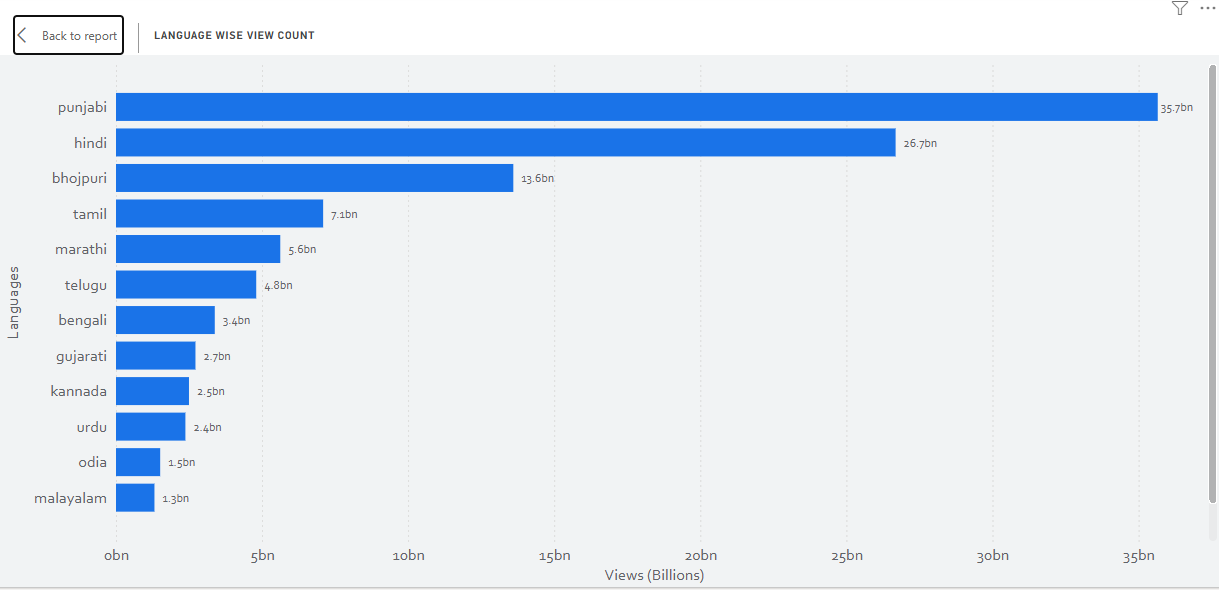 Back to report
LANGUAGE WISE VIEW COUNT
Languages
punjabi 35.7bn
hindi 26.7bn
bhojpuri 13.6bn
tamil 7.1bn
marathi 5.6bn
telugu 4.8bn
bengali 3.4bn
gujarati 2.7bn
kannada 2.5bn
urdu 2.4bn
odia 1.5bn
malayalam 1.3bn
0bn 5bn 10bn 15bn 20bn 25bn 30bn 35bn
Views (Billions)